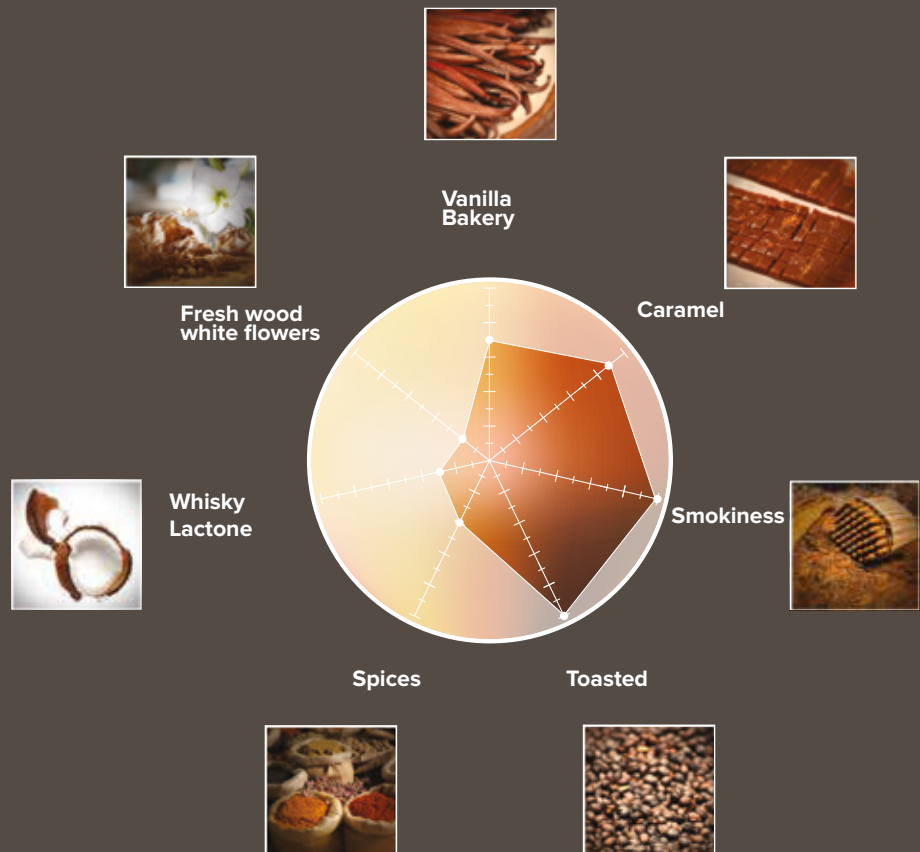 Vanilla
Bakery
Caramel
Fresh wood
white flowers
Whisky
Lactone
Smokiness
Spices
Toasted